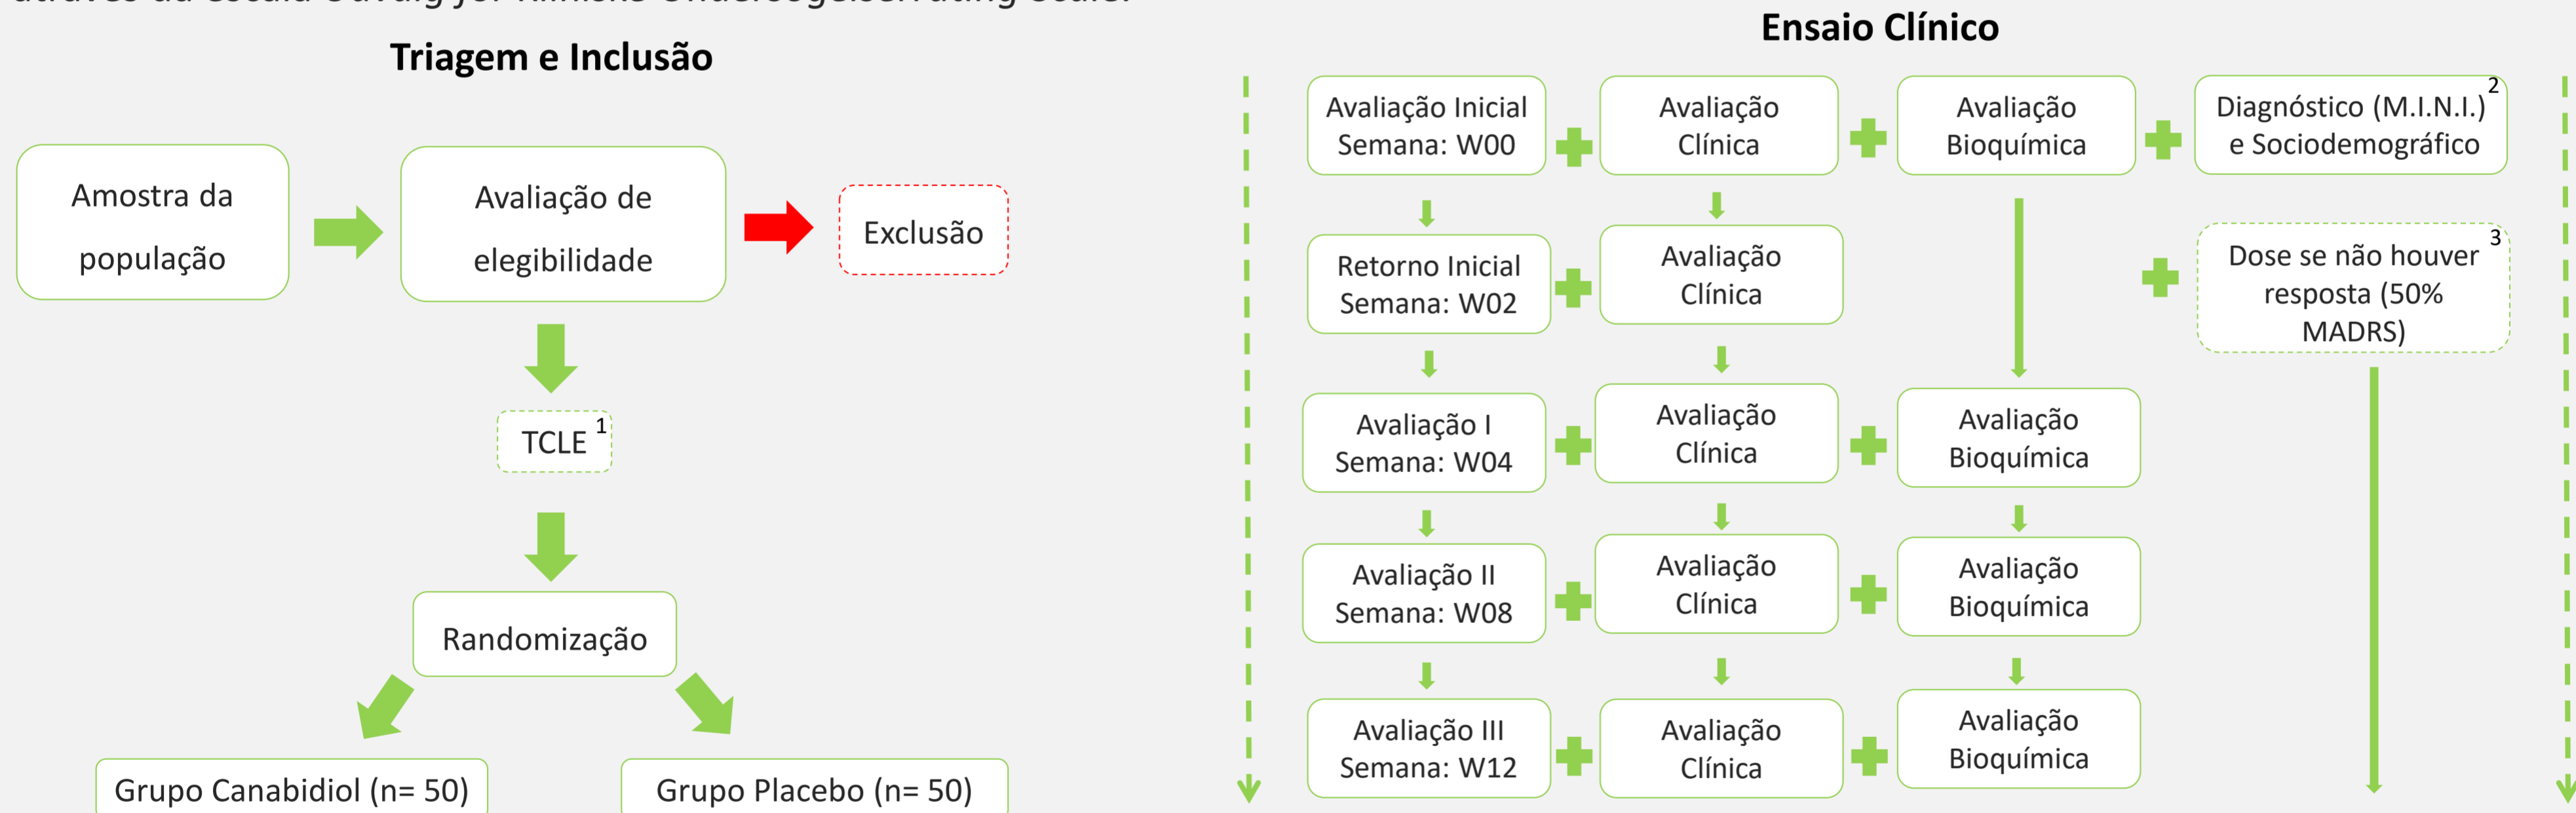 Triagem e Inclusão
Amostra da
população
Avaliação de
elegibilidade
Exclusão
TCLE 1
Randomização
Grupo Canabidiol (n= 50)
Grupo Placebo (n= 50)
Ensaio Clínico
Avaliação Inicial
Semana: W00
Avaliação
Clínica
Avaliação
Bioquímica
Diagnóstico (M.I.N.I.) 2
e Sociodemográfico
Retorno Inicial
Semana: W02
Avaliação
Clínica
Dose se não houver 3
resposta (50%
MADRS)
Avaliação I
Semana: W04
Avaliação
Clínica
Avaliação
Bioquímica
Avaliação II
Semana: W08
Avaliação
Clínica
Avaliação
Bioquímica
Avaliação III
Semana: W12
Avaliação
Clínica
Avaliação
Bioquímica